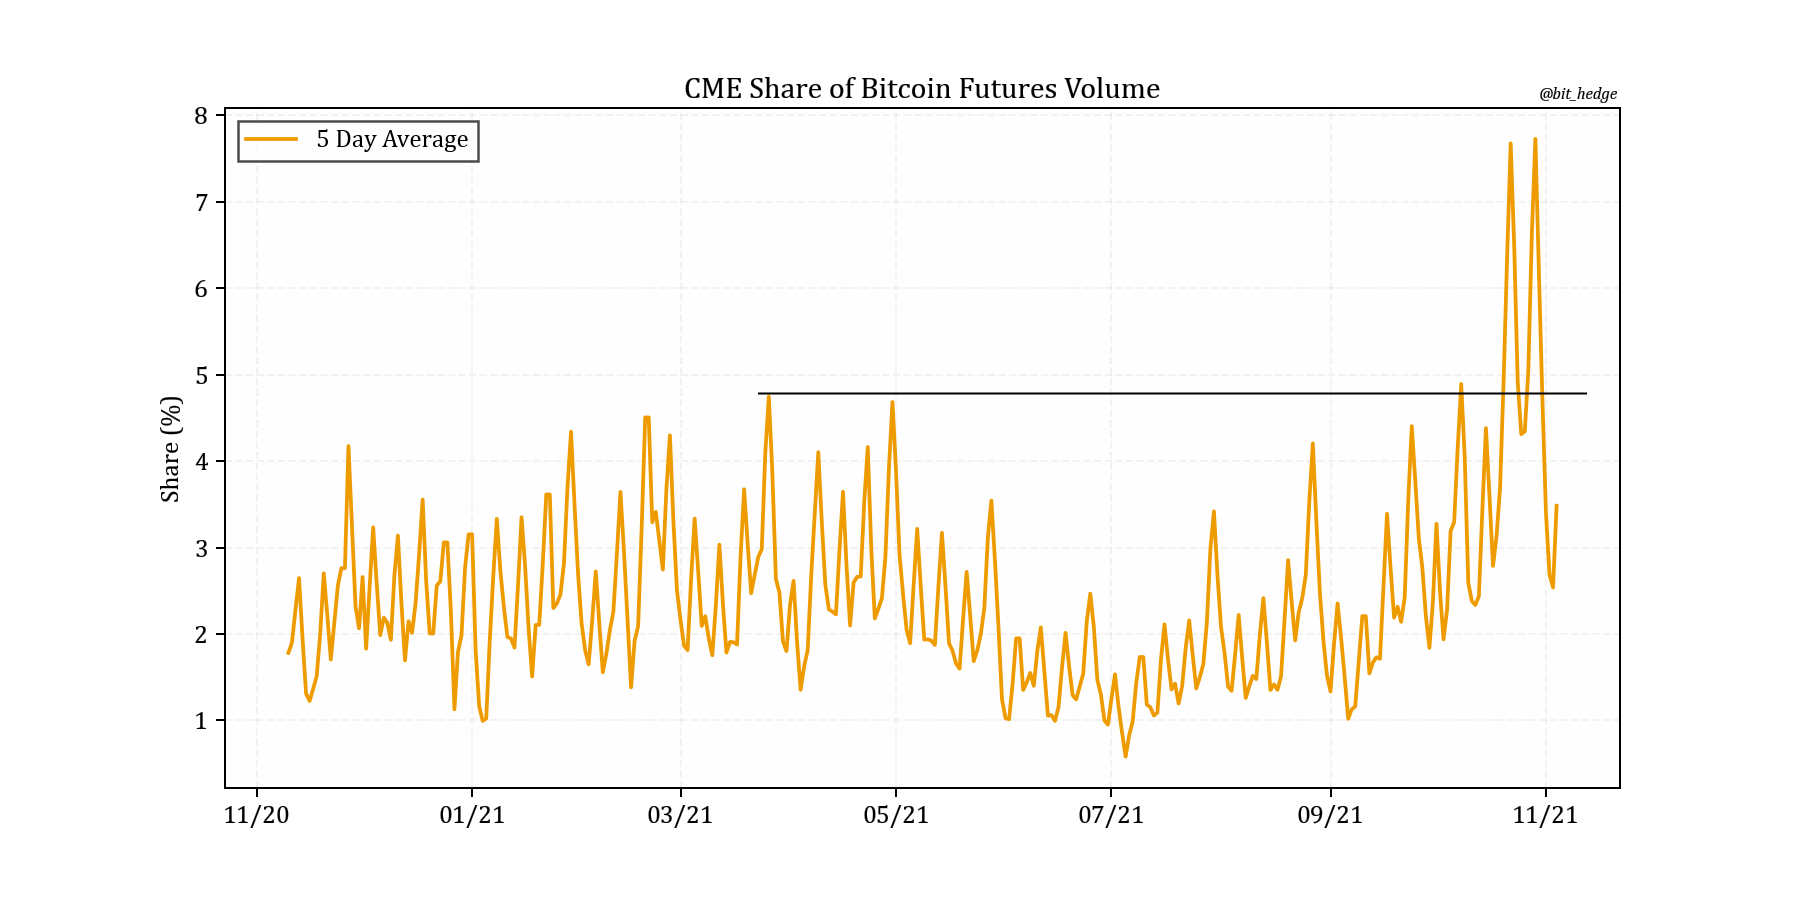 CME Share of Bitcoin Futures Volume
@bit_hedge
5 Day Average
Share (%)
8
7
6
5
4
3
2
1
11/20 01/21 03/21 05/21 07/21 09/21 11/21